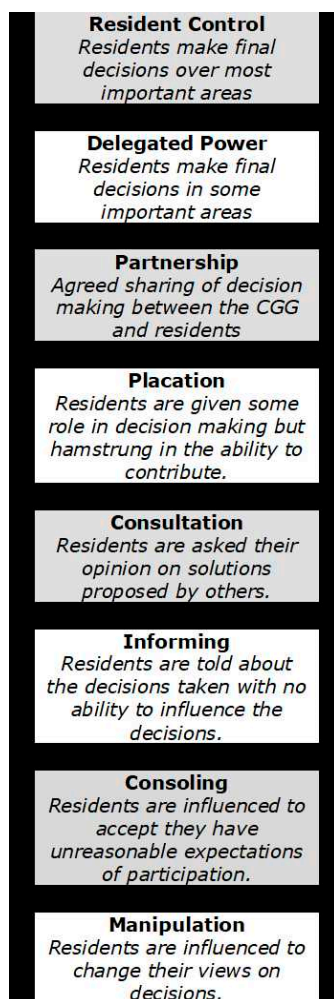 Resident Control
Residents make final
decisions over most
important areas
Delegated Power
Residents make final
decisions in some
important areas
Partnership
Agreed sharing of decision
making between the CGG
and residents
Placation
Residents are given some
role in decision making but
hamstrung in the ability to
contribute.
Consultation
Residents are asked their
opinion on solutions
proposed by others.
Informing
Residents are told about
the decisions taken with no
ability to influence the
decisions.
Consoling
Residents are influenced to
accept they have
unreasonable expectations
of participation.
Manipulation
Residents are influenced to
change their views on
decisions.